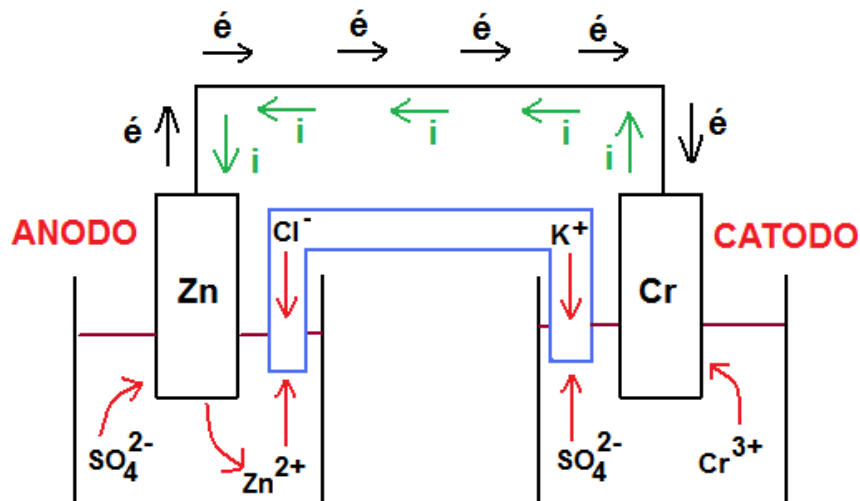 é é é é
é i i i i é
i
ANODO Cl⁻ K⁺ CATODO
Zn Cr
SO₄²⁻ Zn²⁺ SO₄²⁻ Cr³⁺